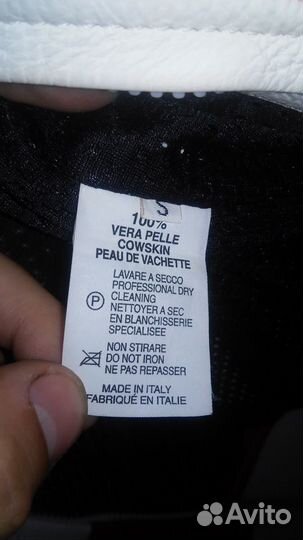 S
100%
VERA PELLE
COWSKIN
PEAU DE VACHETTE
LAVARE A SECCO
PROFESSIONAL DRY
P CLEANING
NETTOYER A SEC
EN BLANCHISSERIE
SPECIALISEE
NON STIRARE
DO NOT IRON
NE PAS REPASSER
MADE IN ITALY
FABRIQUÉ EN ITALIE
Avito